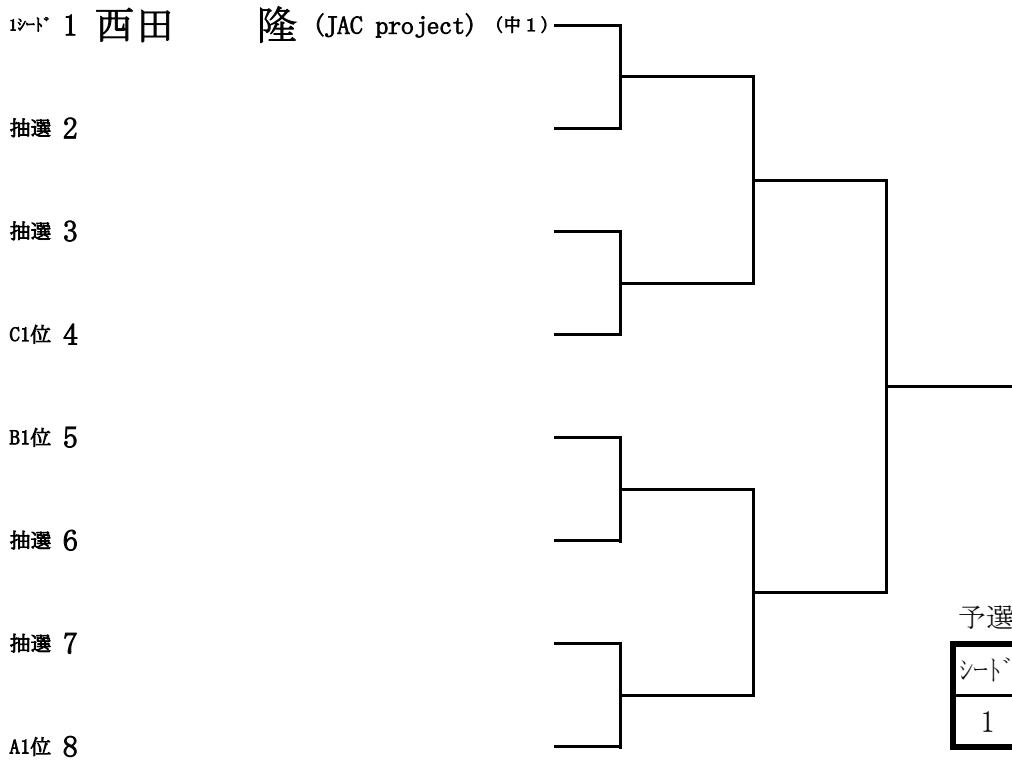 1ｼｰﾄﾞ 1 西田 隆 (JAC project) (中１)
抽選 2
抽選 3
C1位 4
B1位 5
抽選 6
予選
抽選 7
ｼｰﾄﾞ
1
A1位 8